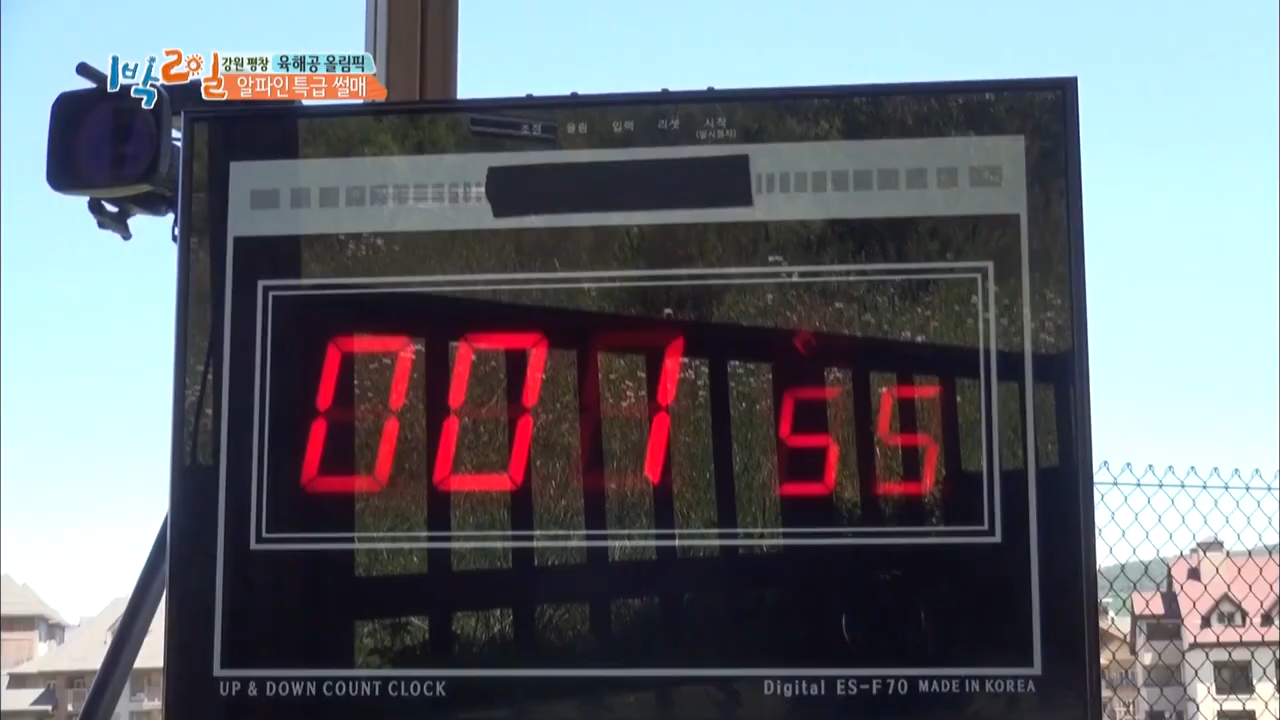 1박2일 강원 평창 육해공 올림픽
알파인 특급 썰매
조정 올림 입력 리셋 시작
(일시정지)
001 55
UP & DOWN COUNT CLOCK
Digital ES-F70 MADE IN KOREA